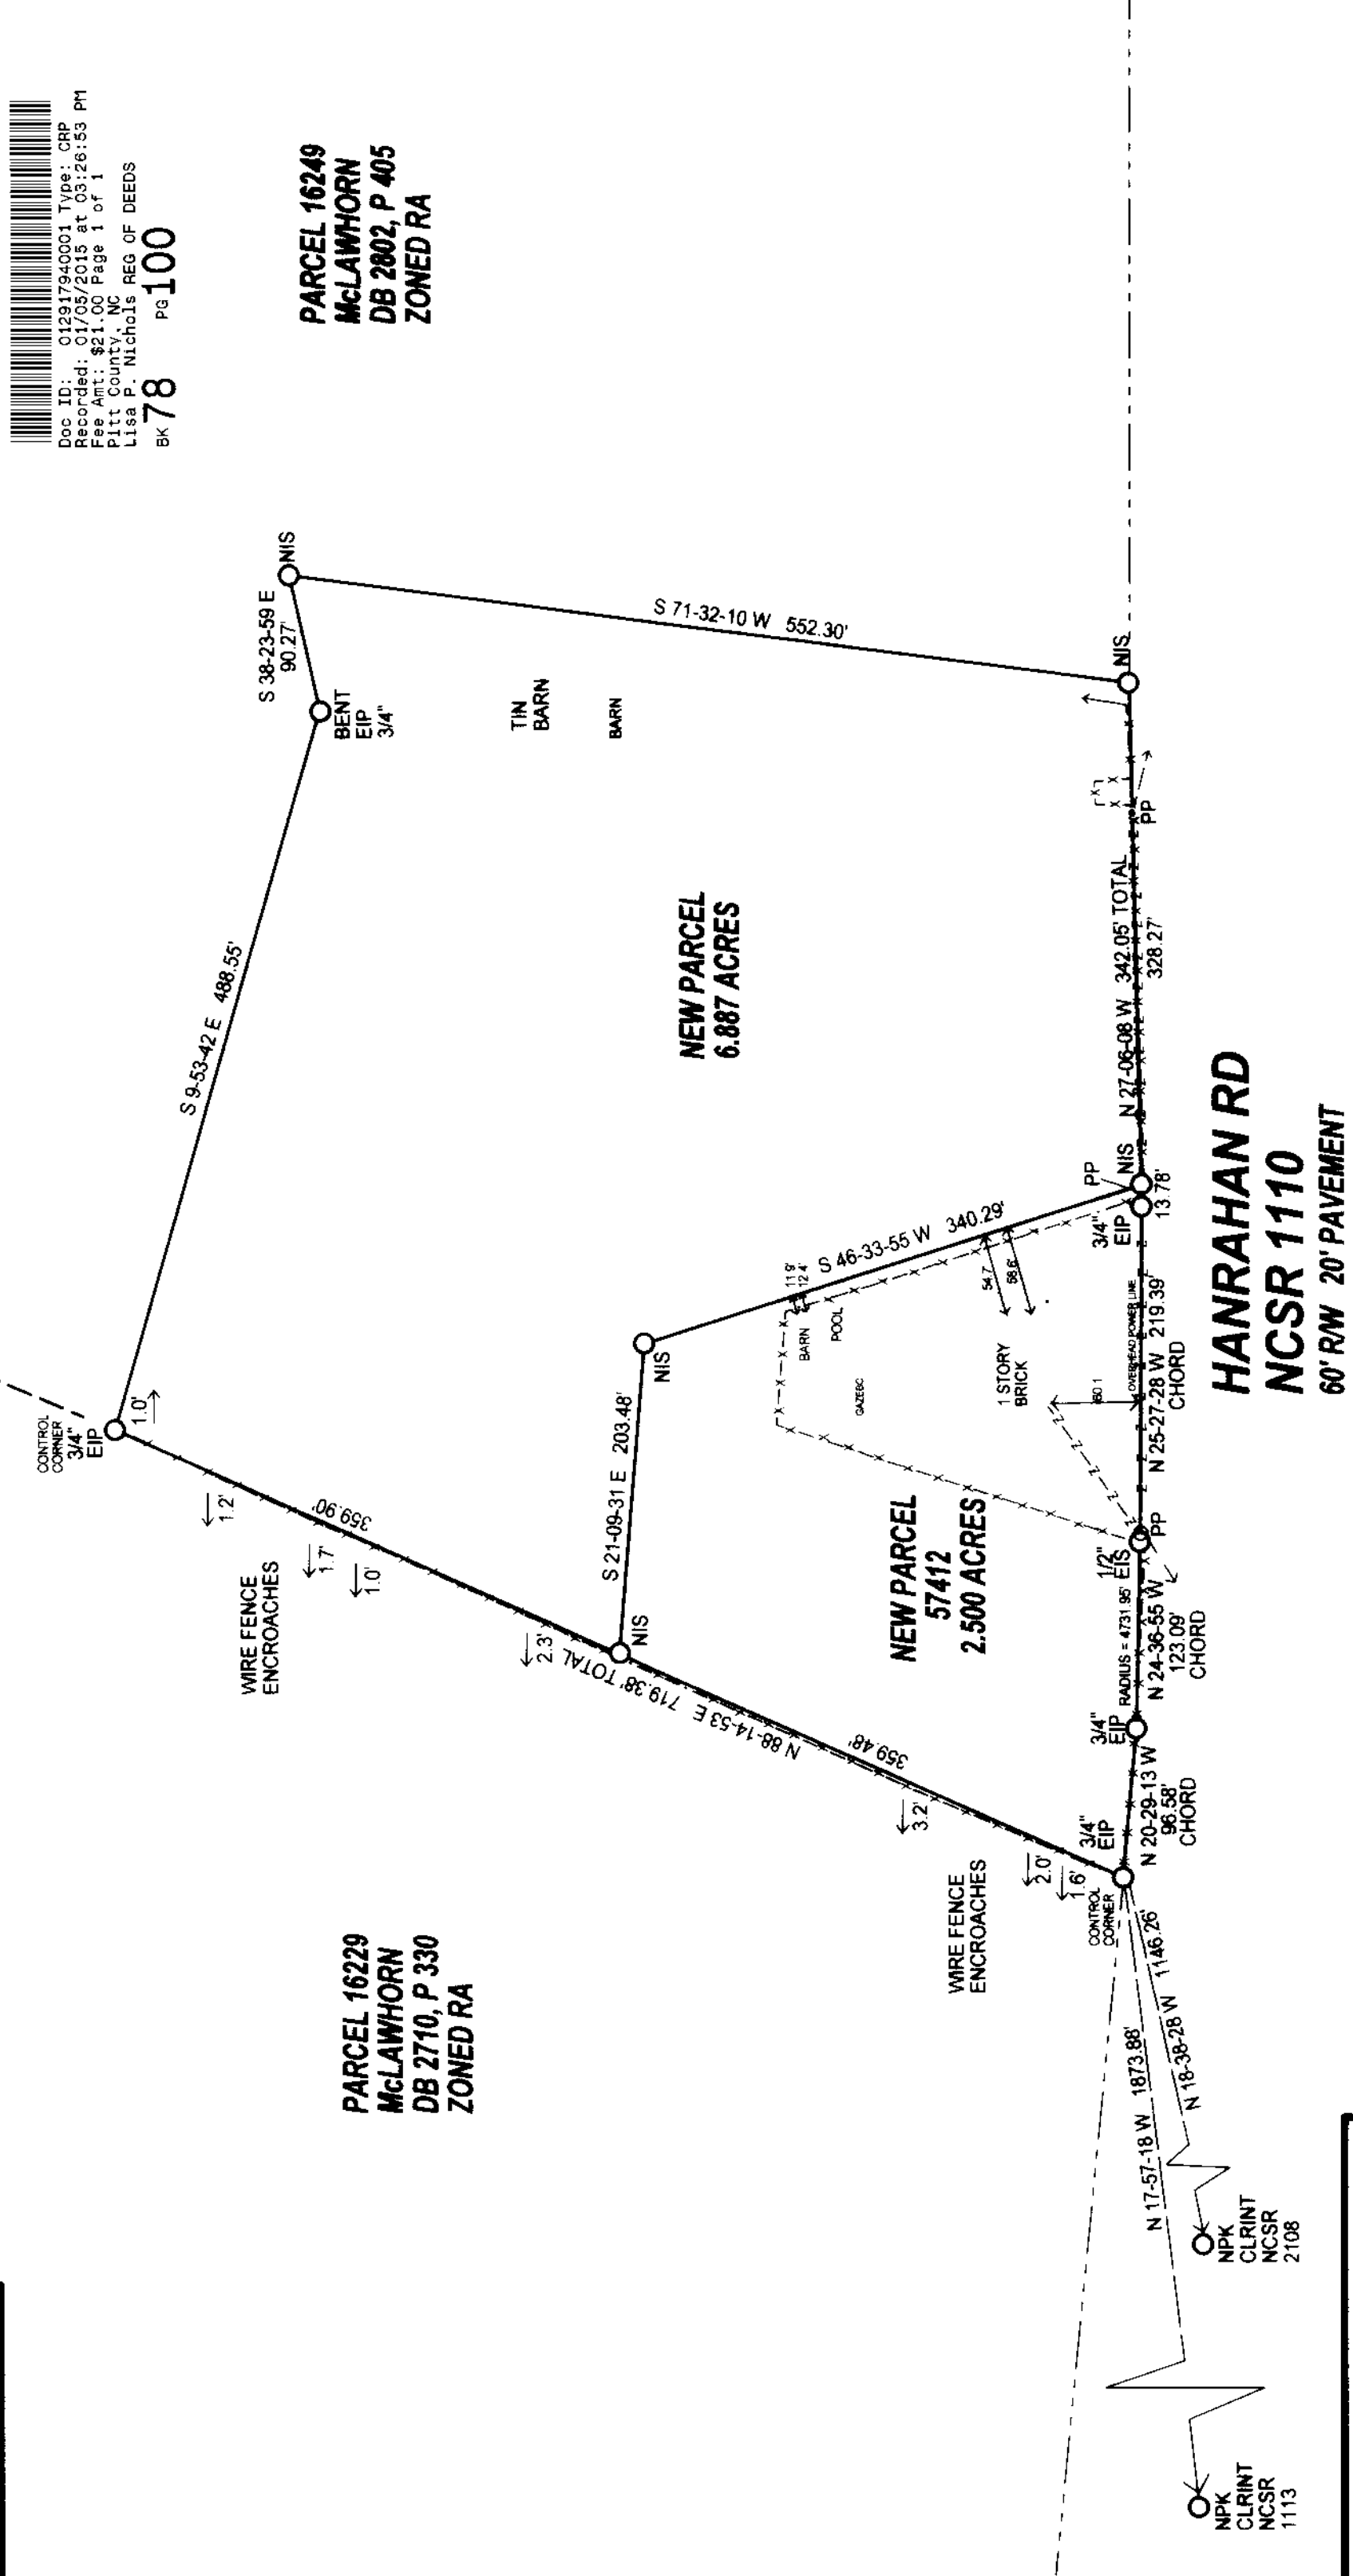 Doc ID: 012917940001 Type: CRP
Recorded: 01/05/2015 at 03:26:53 PM
Fee Amt: $21.00 Page 1 of 1
Pitt County, NC
Lisa P. Nichols REG OF DEEDS
BK 78 PG 100
PARCEL 16249
McLAWHORN
DB 2802, P 405
ZONED RA
NIS
S 38-23-59 E
90.27'
BENT
EIP
3/4"
S 71-32-10 W 552.30'
TIN
BARN
BARN
NIS
S 9-53-42 E 488.55'
NEW PARCEL
6.887 ACRES
PP
N 27-06-08 W 342.05' TOTAL
328.27'
CONTROL
CORNER
3/4"
EIP
1.0'
1.2'
359.90'
1.7'
1.0'
WIRE FENCE
ENCROACHES
2.3'
NIS
S 21-09-31 E 203.48'
NIS
S 46-33-55 W 340.29'
PP
NIS
3/4"
EIP
13.78'
11.9'
12.4'
BARN
POOL
54.7'
58.6'
GAZEBO
1 STORY
BRICK
60.1
OVERHEAD POWER LINE
N 25-27-28 W 219.39'
CHORD
HANRAHAN RD
NCSR 1110
60' R/W 20' PAVEMENT
N 88-14-53 E 719.38' TOTAL
359.48'
NEW PARCEL
57412
2.500 ACRES
1/2"
EIS
PP
RADIUS = 4731.95'
N 24-36-55 W
123.09'
CHORD
3/4"
EIP
3.2'
2.0'
1.6'
WIRE FENCE
ENCROACHES
3/4"
EIP
CONTROL
CORNER
N 20-29-13 W
96.58'
CHORD
PARCEL 16229
McLAWHORN
DB 2710, P 330
ZONED RA
N 17-57-18 W 1873.88'
N 18-38-28 W 1146.26'
NPK
CLRINT
NCSR
2108
NPK
CLRINT
NCSR
1113